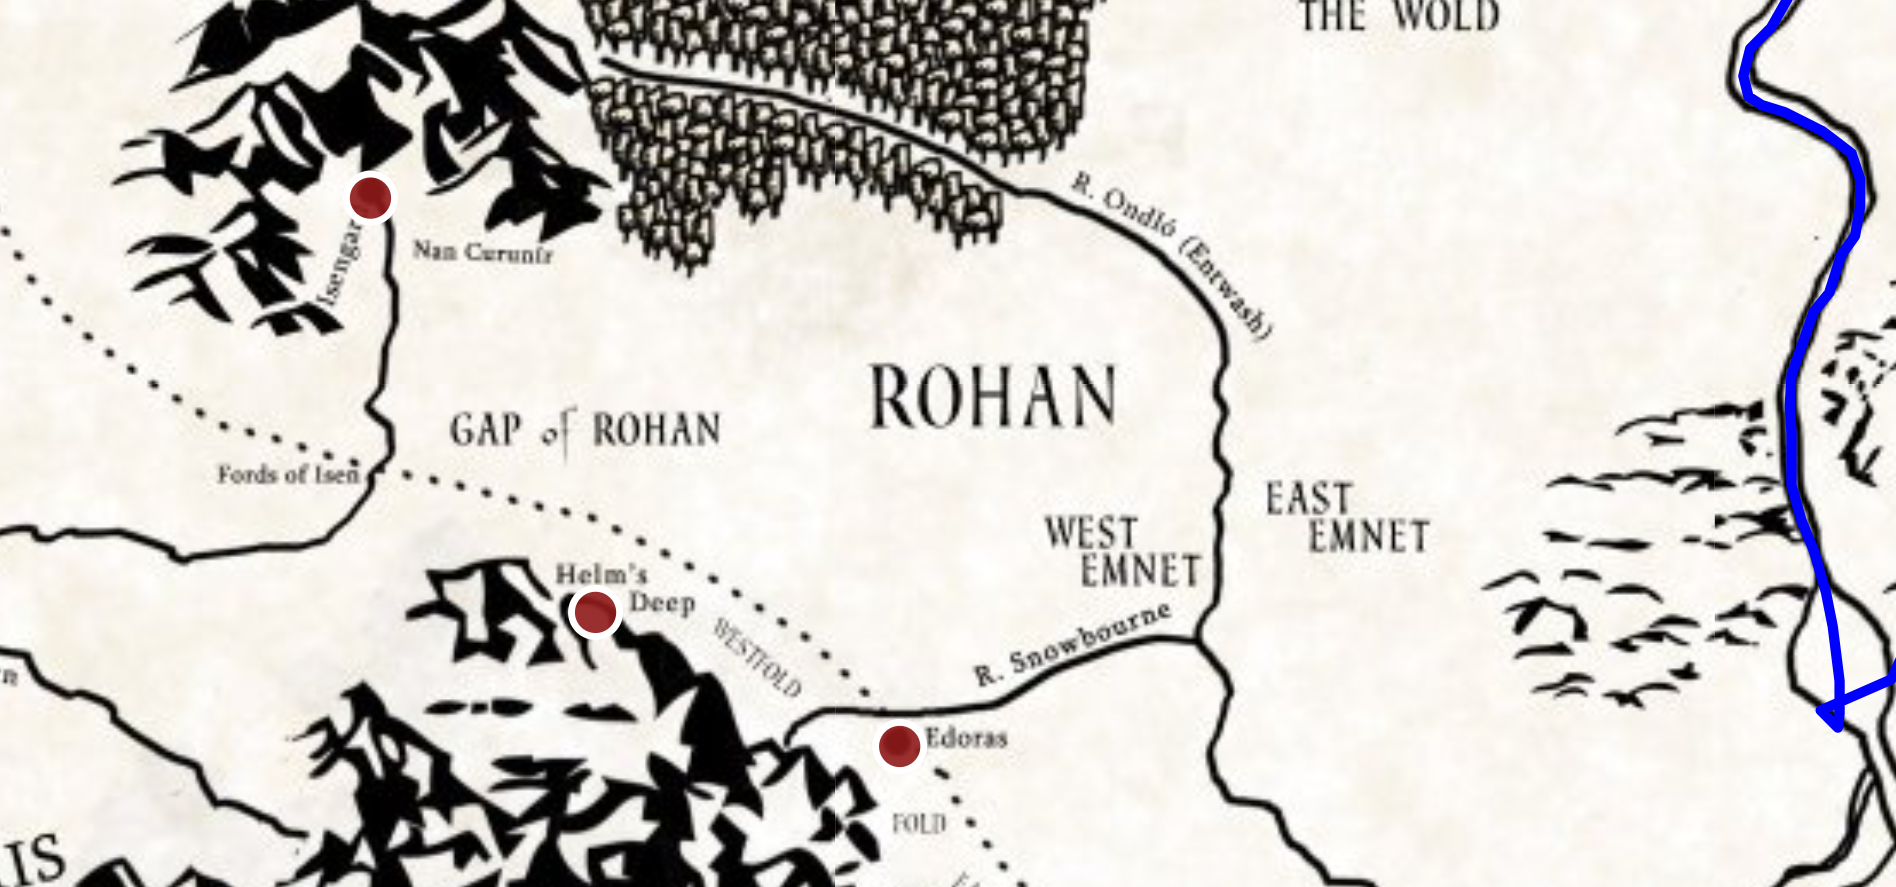 THE WOLD
R. Ondló (Entwash)
Isengar
Nan Curunír
ROHAN
GAP of ROHAN
Fords of Isen
EAST
EMNET
WEST
EMNET
Helm's
Deep
WESTFOLD
R. Snowbourne
Edoras
FOLD
IS